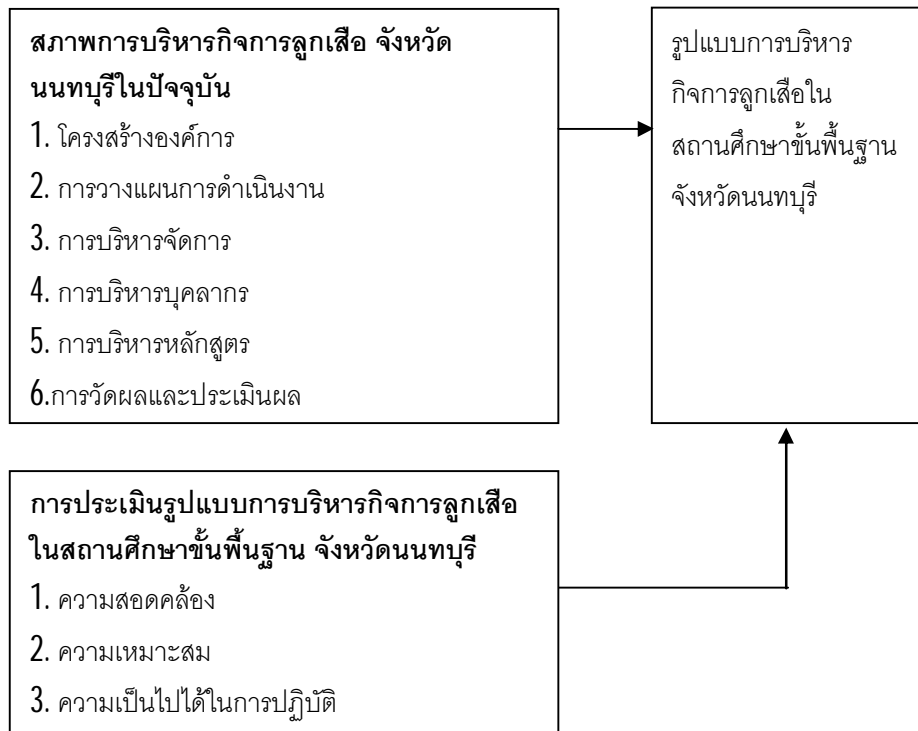 สภาพการบริหารกิจการลูกเสือ จังหวัด
นนทบุรีในปัจจุบัน
1. โครงสร้างองค์การ
2. การวางแผนการดำเนินงาน
3. การบริหารจัดการ
4. การบริหารบุคลากร
5. การบริหารหลักสูตร
6.การวัดผลและประเมินผล
รูปแบบการบริหาร
กิจการลูกเสือใน
สถานศึกษาขั้นพื้นฐาน
จังหวัดนนทบุรี
การประเมินรูปแบบการบริหารกิจการลูกเสือ
ในสถานศึกษาขั้นพื้นฐาน จังหวัดนนทบุรี
1. ความสอดคล้อง
2. ความเหมาะสม
3. ความเป็นไปได้ในการปฏิบัติ